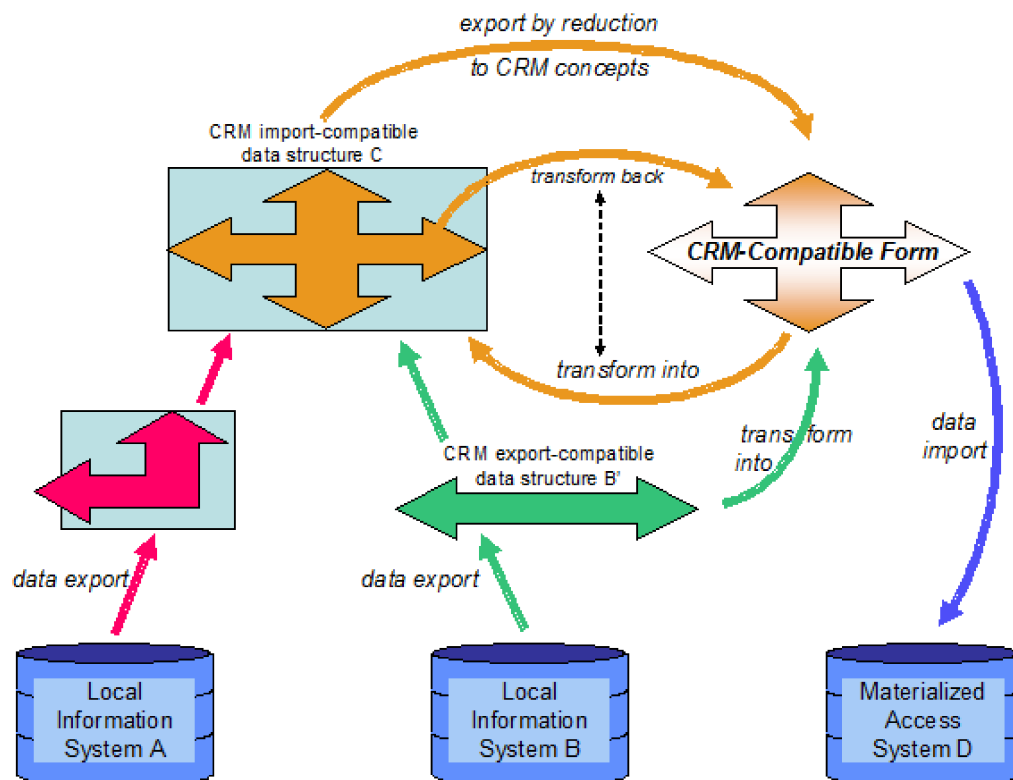 export by reduction
to CRM concepts
CRM import-compatible
data structure C
transform back
CRM-Compatible Form
transform into
data
import
transform
into
CRM export-compatible
data structure B'
data export
data export
Local
Information
System A
Local
Information
System B
Materialized
Access
System D